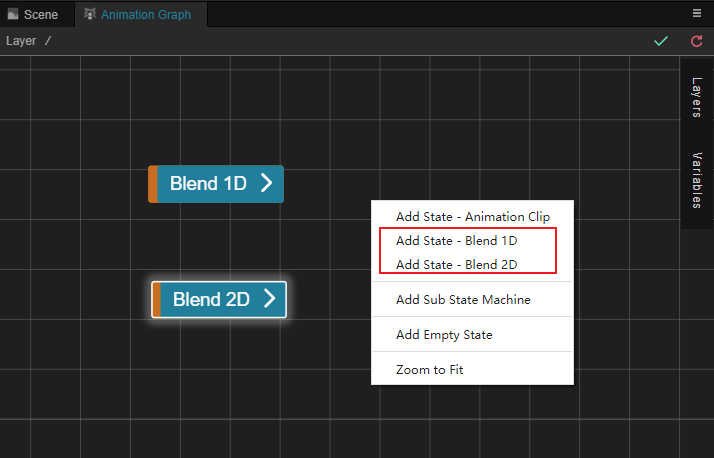 Scene
Animation Graph
Layer /
Layers
Variables
Blend 1D
Blend 2D
Add State - Animation Clip
Add State - Blend 1D
Add State - Blend 2D
Add Sub State Machine
Add Empty State
Zoom to Fit